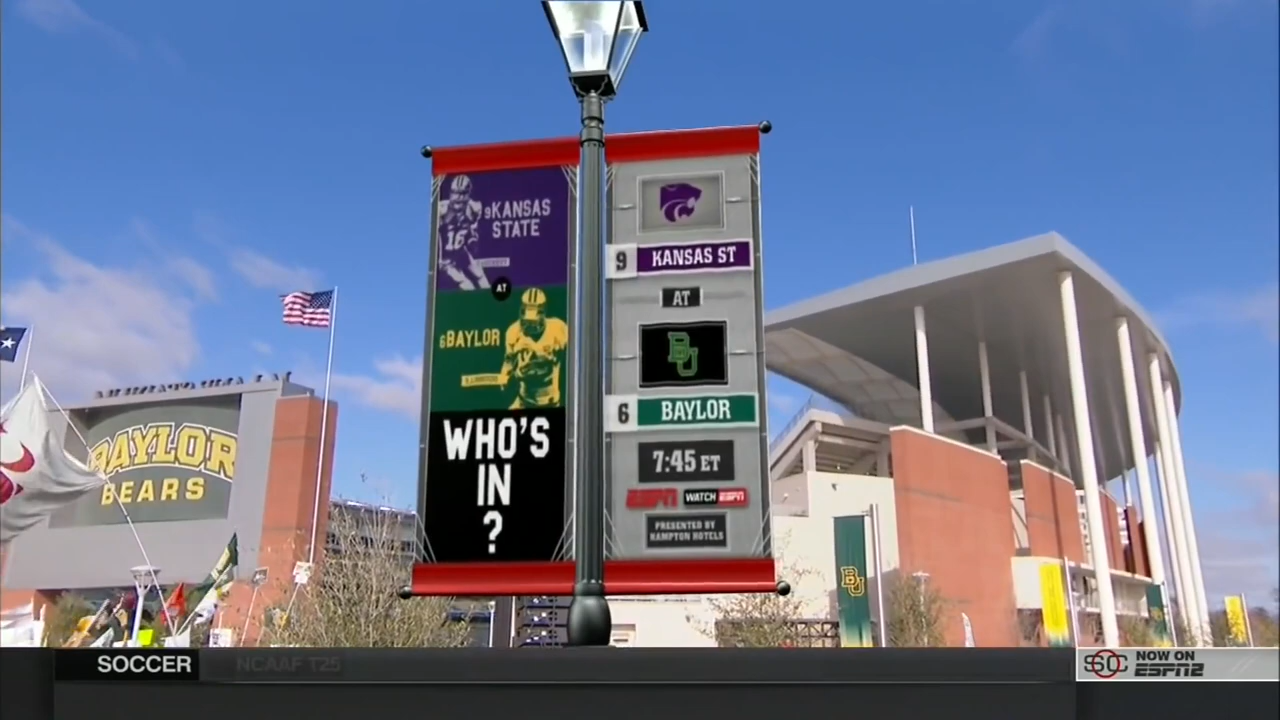 9KANSAS
STATE
16
AT
6BAYLOR
WHO'S
IN
?
9 KANSAS ST
AT
BU
6 BAYLOR
7:45 ET
ESPN WATCH ESPN
PRESENTED BY
HAMPTON HOTELS
BAYLOR
BEARS
BU
SOCCER NCAAF T25
SC NOW ON
ESPN2